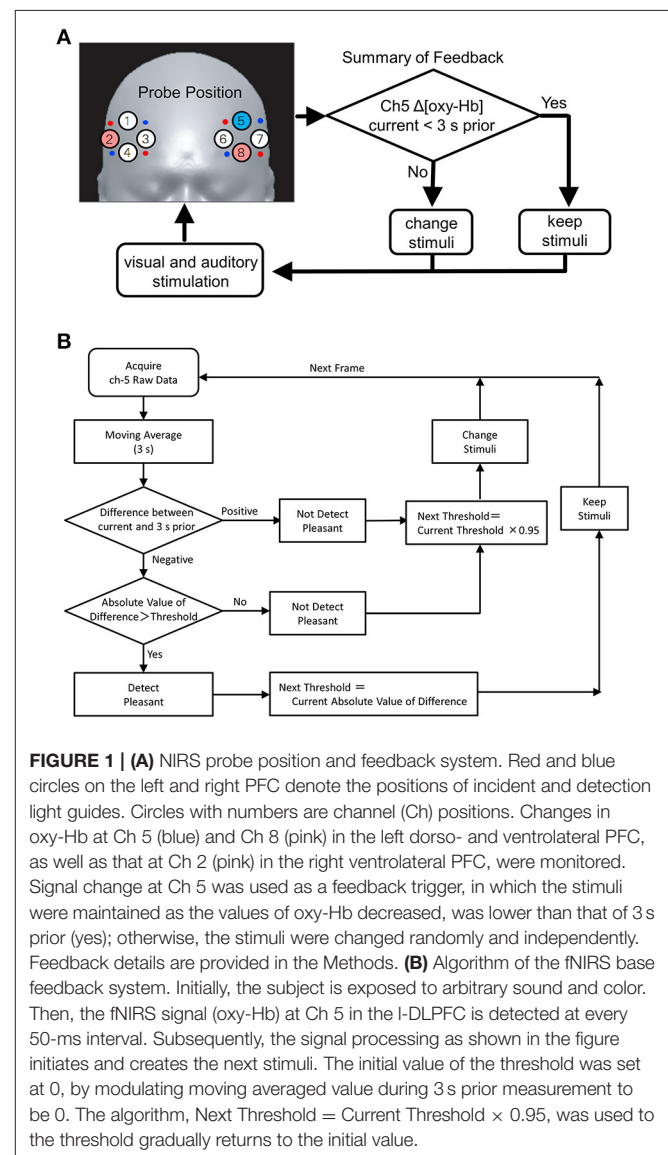 A
Summary of Feedback
Probe Position
1
2
3
4
5
6
7
8
Ch5 Δ[oxy-Hb]
current < 3 s prior
Yes
No
change
stimuli
keep
stimuli
visual and auditory
stimulation
B
Acquire
ch-5 Raw Data
Next Frame
Moving Average
(3 s)
Change
Stimuli
Keep
Stimuli
Difference between
current and 3 s prior
Positive
Not Detect
Pleasant
Next Threshold=
Current Threshold ×0.95
Negative
Absolute Value of
Difference>Threshold
No
Not Detect
Pleasant
Yes
Detect
Pleasant
Next Threshold =
Current Absolute Value of Difference
FIGURE 1 | (A) NIRS probe position and feedback system. Red and blue
circles on the left and right PFC denote the positions of incident and detection
light guides. Circles with numbers are channel (Ch) positions. Changes in
oxy-Hb at Ch 5 (blue) and Ch 8 (pink) in the left dorso- and ventrolateral PFC,
as well as that at Ch 2 (pink) in the right ventrolateral PFC, were monitored.
Signal change at Ch 5 was used as a feedback trigger, in which the stimuli
were maintained as the values of oxy-Hb decreased, was lower than that of 3 s
prior (yes); otherwise, the stimuli were changed randomly and independently.
Feedback details are provided in the Methods. (B) Algorithm of the fNIRS base
feedback system. Initially, the subject is exposed to arbitrary sound and color.
Then, the fNIRS signal (oxy-Hb) at Ch 5 in the l-DLPFC is detected at every
50-ms interval. Subsequently, the signal processing as shown in the figure
initiates and creates the next stimuli. The initial value of the threshold was set
at 0, by modulating moving averaged value during 3 s prior measurement to
be 0. The algorithm, Next Threshold = Current Threshold × 0.95, was used to
the threshold gradually returns to the initial value.